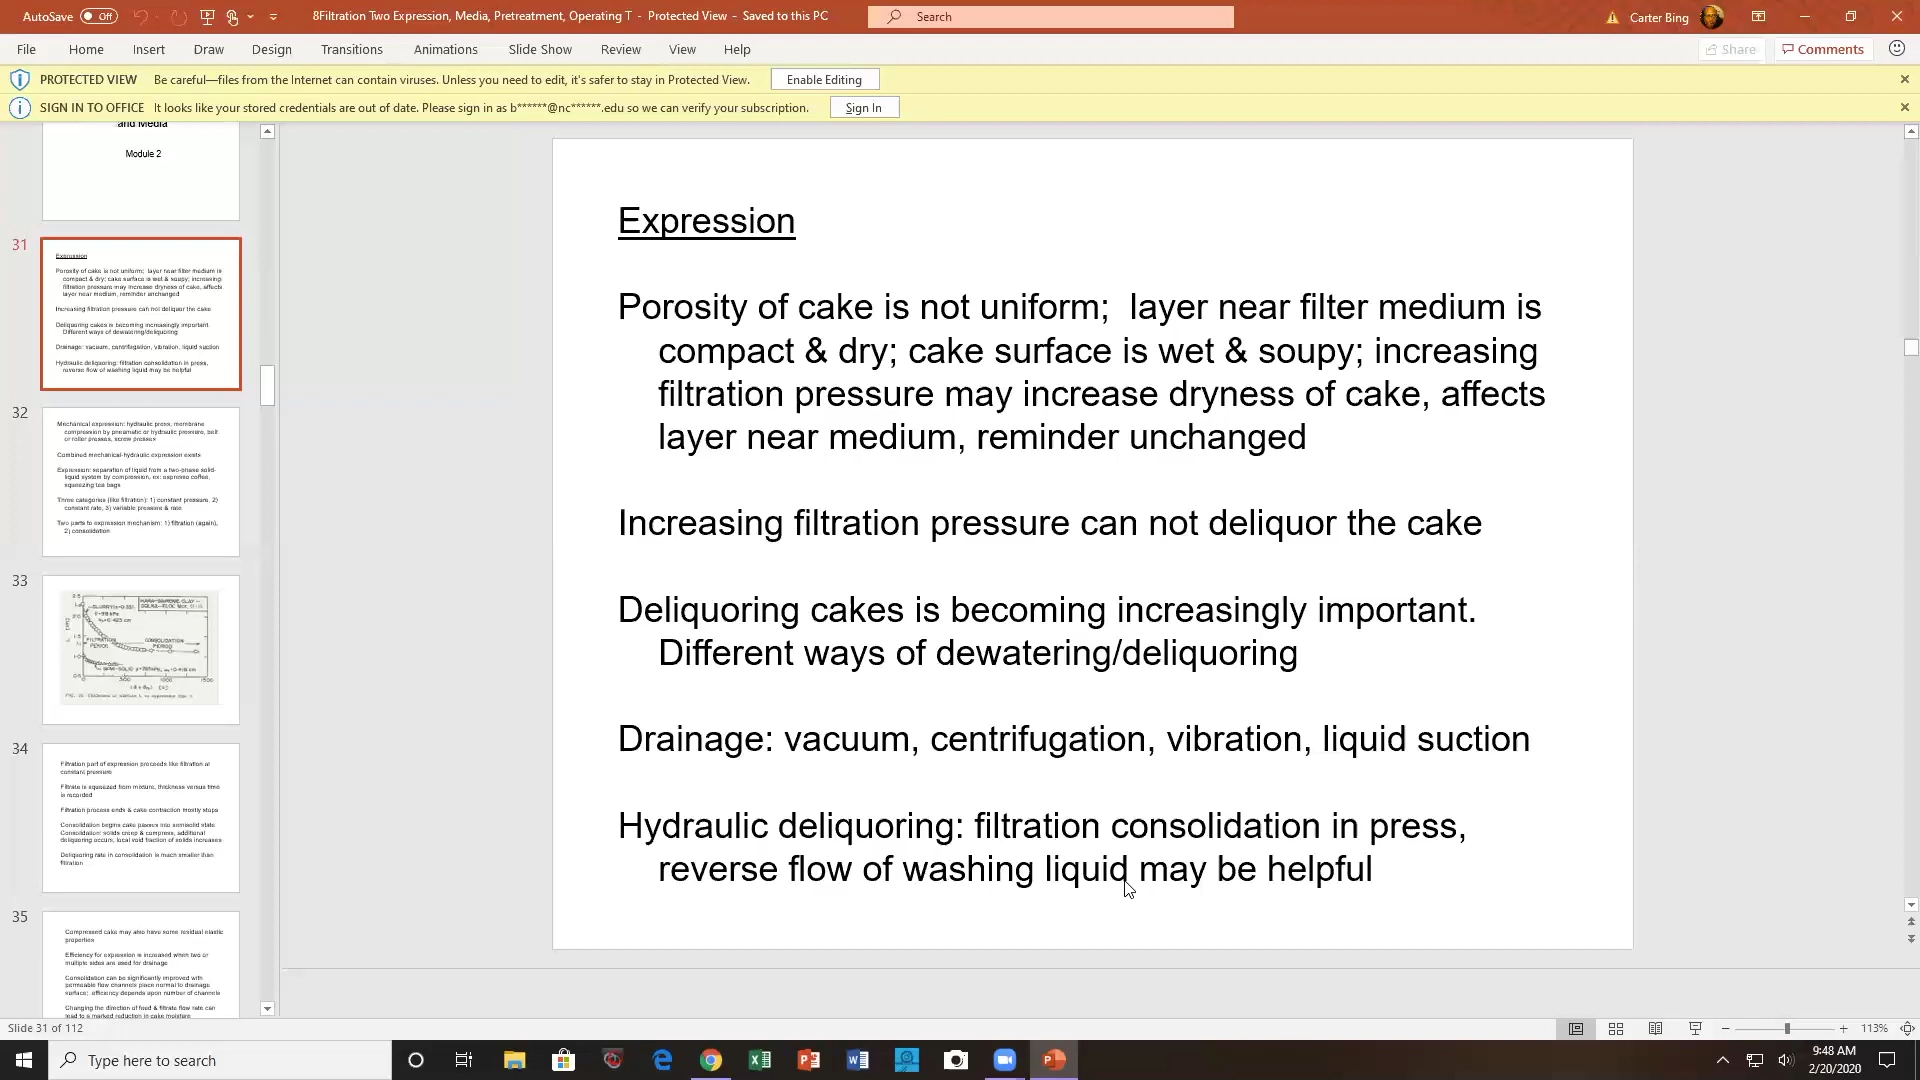 AutoSave Off 8Filtration Two Expression, Media, Pretreatment, Operating T - Protected View - Saved to this PC Search Carter Bing
File Home Insert Draw Design Transitions Animations Slide Show Review View Help Share Comments
PROTECTED VIEW Be careful—files from the Internet can contain viruses. Unless you need to edit, it's safer to stay in Protected View. Enable Editing
SIGN IN TO OFFICE It looks like your stored credentials are out of date. Please sign in as b******@nc******.edu so we can verify your subscription. Sign In
and Media
Module 2
31
Expression
Porosity of cake is not uniform; layer near filter medium is
compact & dry; cake surface is wet & soupy; increasing
filtration pressure may increase dryness of cake, affects
layer near medium, reminder unchanged
Increasing filtration pressure can not deliquor the cake
Deliquoring cakes is becoming increasingly important.
Different ways of dewatering/deliquoring
Drainage: vacuum, centrifugation, vibration, liquid suction
Hydraulic deliquoring: filtration consolidation in press,
reverse flow of washing liquid may be helpful
32
Mechanical expression: hydraulic press, membrane
compression by pneumatic or hydraulic pressure, belt
or roller presses, screw presses
Combined mechanical-hydraulic expression exists
Expression: separation of liquid from a two-phase solid-
liquid system by compression, ex: espresso coffee,
squeezing tea bags
Three categories (like filtration): 1) constant pressure, 2)
constant rate, 3) variable pressure & rate
Two parts to expression mechanism: 1) filtration (again),
2) consolidation
33
FILTRATION PERIOD
CONSOLIDATION PERIOD
34
Filtration part of expression proceeds like filtration at
constant pressure
Filtrate is squeezed from mixture, thickness versus time
is recorded
Filtration process ends & cake contraction mostly stops
Consolidation begins cake passes into semisolid state
Consolidation: solids creep & compress, additional
deliquoring occurs, local void fraction of solids increases
Deliquoring rate in consolidation is much smaller than
filtration
35
Compressed cake may also have some residual elastic
properties
Efficiency for expression is increased when two or
multiple sides are used for drainage
Consolidation can be significantly improved with
permeable flow channels place normal to drainage
surface; efficiency depends upon number of channels
Changing the direction of feed & filtrate flow rate can
lead to a marked reduction in cake moisture
Expression
Porosity of cake is not uniform; layer near filter medium is
compact & dry; cake surface is wet & soupy; increasing
filtration pressure may increase dryness of cake, affects
layer near medium, reminder unchanged
Increasing filtration pressure can not deliquor the cake
Deliquoring cakes is becoming increasingly important.
Different ways of dewatering/deliquoring
Drainage: vacuum, centrifugation, vibration, liquid suction
Hydraulic deliquoring: filtration consolidation in press,
reverse flow of washing liquid may be helpful
Slide 31 of 112 113%
Type here to search 9:48 AM
2/20/2020